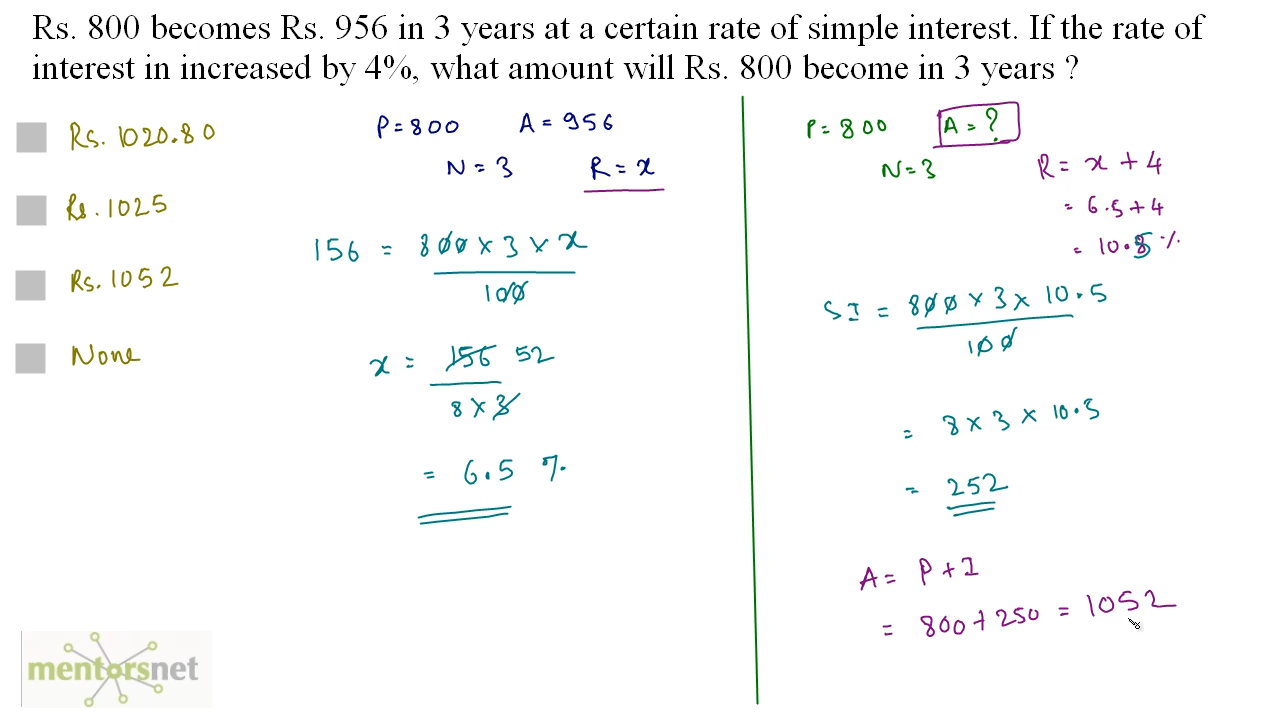 Rs. 800 becomes Rs. 956 in 3 years at a certain rate of simple interest. If the rate of
interest in increased by 4%, what amount will Rs. 800 become in 3 years ?
Rs. 1020.80
Rs. 1025
Rs. 1052
None
P = 800 A = 956
N = 3 R = x
156 = 800 × 3 × x
100
x = 156 52
8 × 3
= 6.5 %
P = 800 A = ?
N = 3 R = x + 4
= 6.5 + 4
= 10.5 %
SI = 800 × 3 × 10.5
100
= 8 × 3 × 10.5
= 252
A = P + I
= 800 + 250 = 1052
mentorsnet